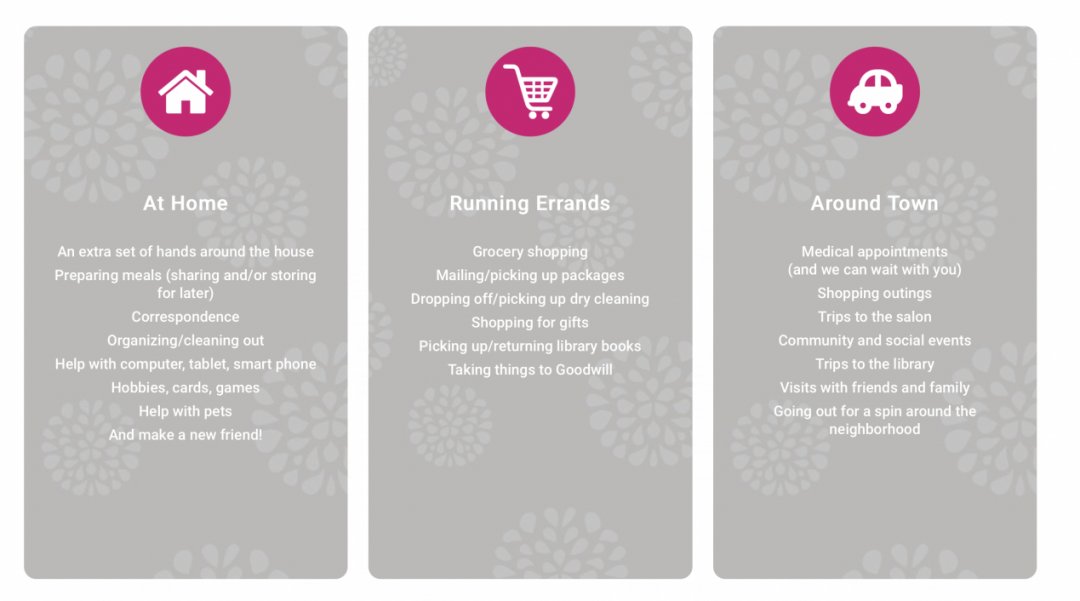 At Home
An extra set of hands around the house
Preparing meals (sharing and/or storing
for later)
Correspondence
Organizing/cleaning out
Help with computer, tablet, smart phone
Hobbies, cards, games
Help with pets
And make a new friend!
Running Errands
Grocery shopping
Mailing/picking up packages
Dropping off/picking up dry cleaning
Shopping for gifts
Picking up/returning library books
Taking things to Goodwill
Around Town
Medical appointments
(and we can wait with you)
Shopping outings
Trips to the salon
Community and social events
Trips to the library
Visits with friends and family
Going out for a spin around the
neighborhood